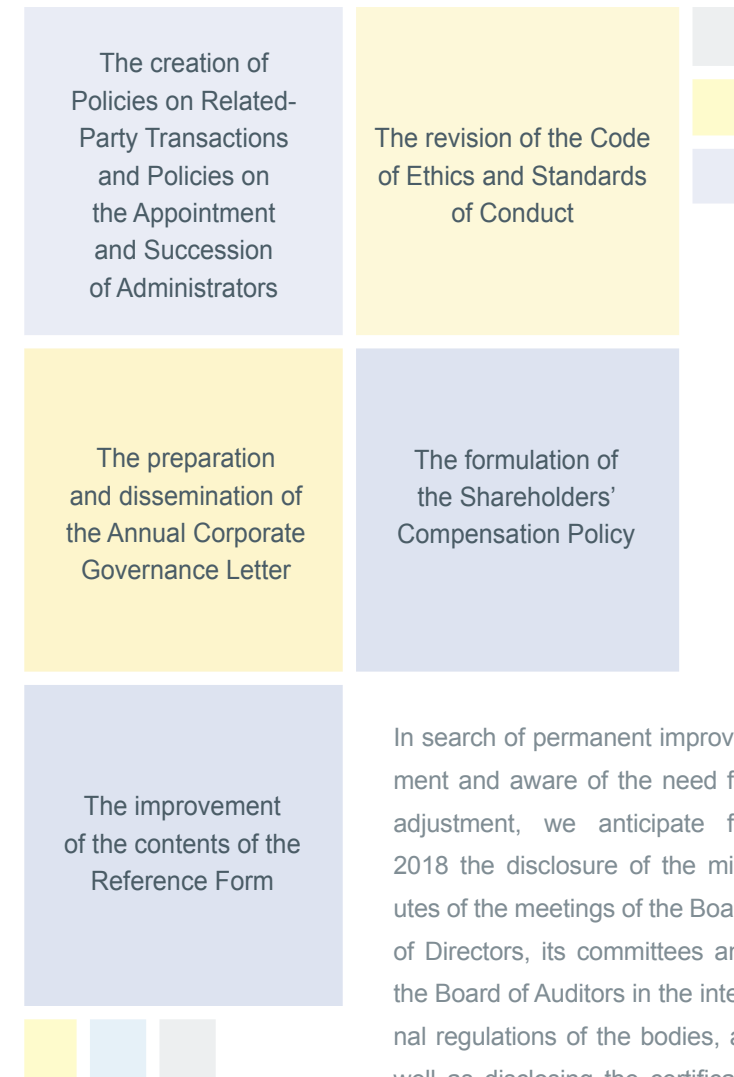 The creation of
Policies on Related-
Party Transactions
and Policies on
the Appointment
and Succession
of Administrators
The revision of the Code
of Ethics and Standards
of Conduct
The preparation
and dissemination of
the Annual Corporate
Governance Letter
The formulation of
the Shareholders’
Compensation Policy
The improvement
of the contents of the
Reference Form
In search of permanent improv
ment and aware of the need f
adjustment, we anticipate f
2018 the disclosure of the mi
utes of the meetings of the Boa
of Directors, its committees a
the Board of Auditors in the inte
nal regulations of the bodies, a
well as disclosing the certifica